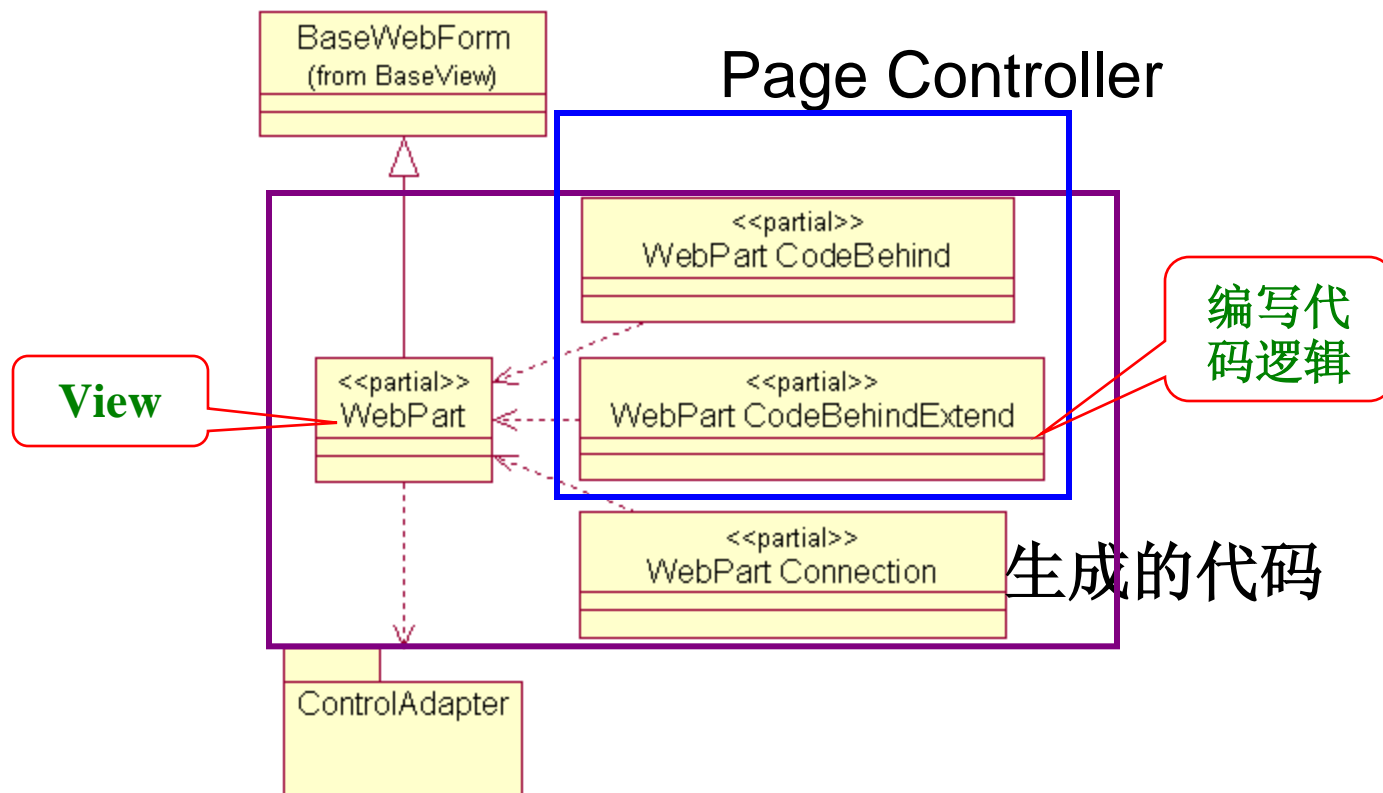 BaseWebForm
(from BaseView)
Page Controller
<<partial>>
WebPart CodeBehind
编写代
码逻辑
View
<<partial>>
WebPart
<<partial>>
WebPart CodeBehindExtend
<<partial>>
WebPart Connection
生成的代码
ControlAdapter